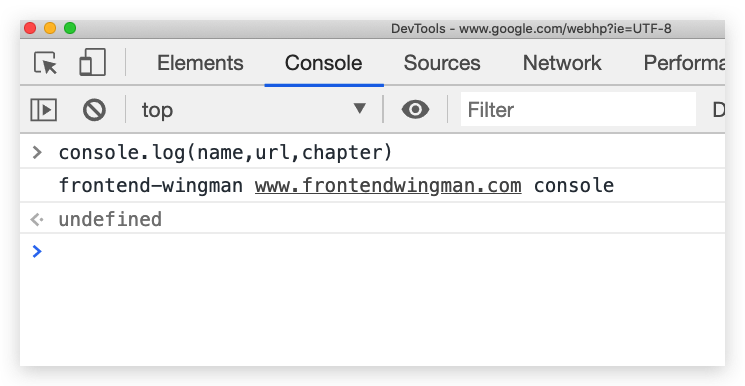 DevTools - www.google.com/webhp?ie=UTF-8
Elements Console Sources Network Performa
top Filter D
console.log(name,url,chapter)
frontend-wingman www.frontendwingman.com console
undefined